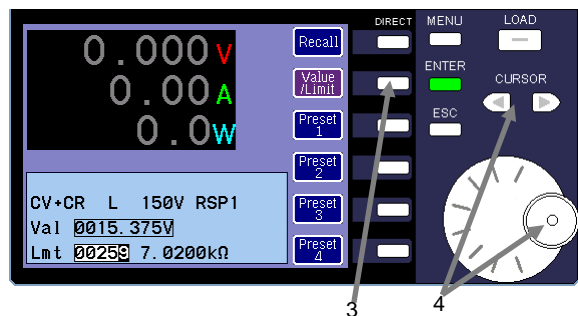 DIRECT MENU LOAD
0.000V
Recall
ENTER
CURSOR
0.00A
Value
/Limit
ESC
0.0W
Preset
1
Preset
2
CV+CR L 150V RSP1
Preset
3
Val 0015.375V
Lmt 00259 7.0200kΩ
Preset
4
3
4